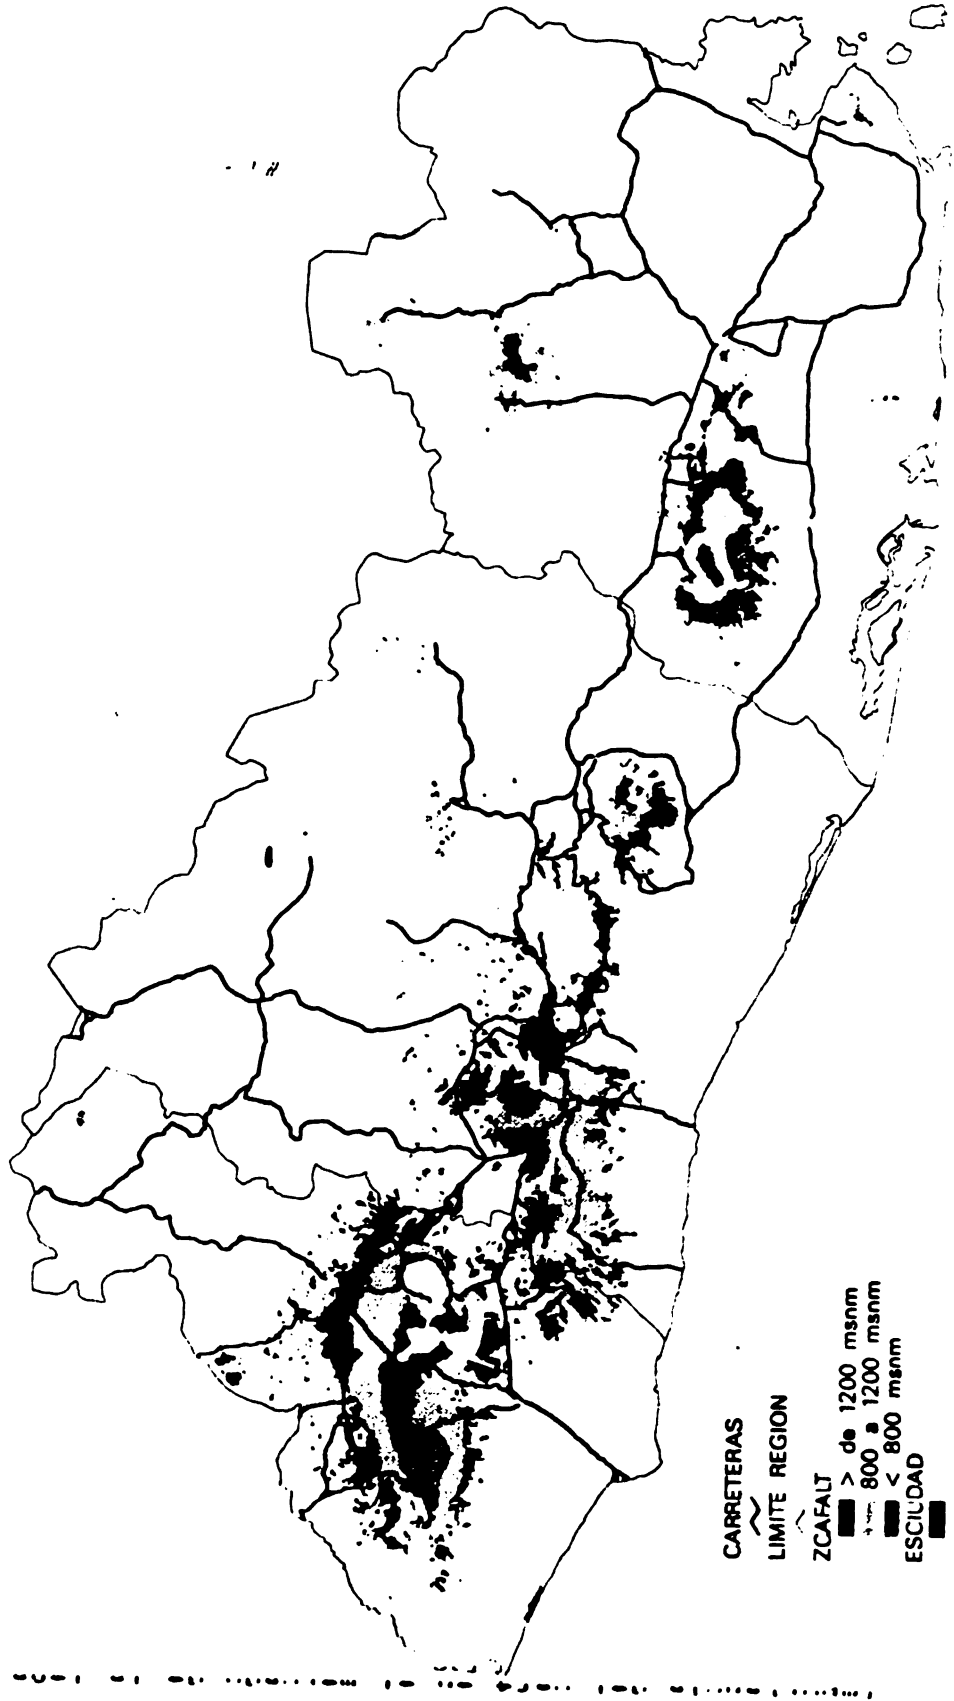 CARRETERAS
LIMITE REGION
ZCAFALT
> de 1200 msnm
800 a 1200 msnm
< 800 msnm
ESCIUDAD